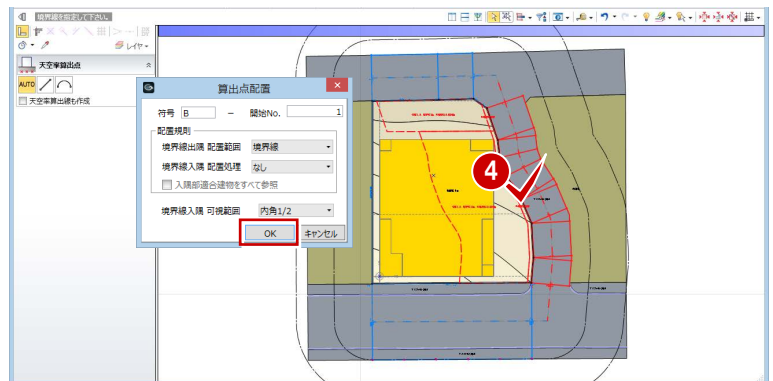 境界線を指定して下さい。
レイヤ
天空率算出点
AUTO
天空率算出線も作成
算出点配置
符号 B － 開始No. 1
配置規則
境界線出隅 配置範囲 境界線
境界線入隅 配置処理 なし
入隅部適合建物をすべて参照
境界線入隅 可視範囲 内角1/2
OK キャンセル
4